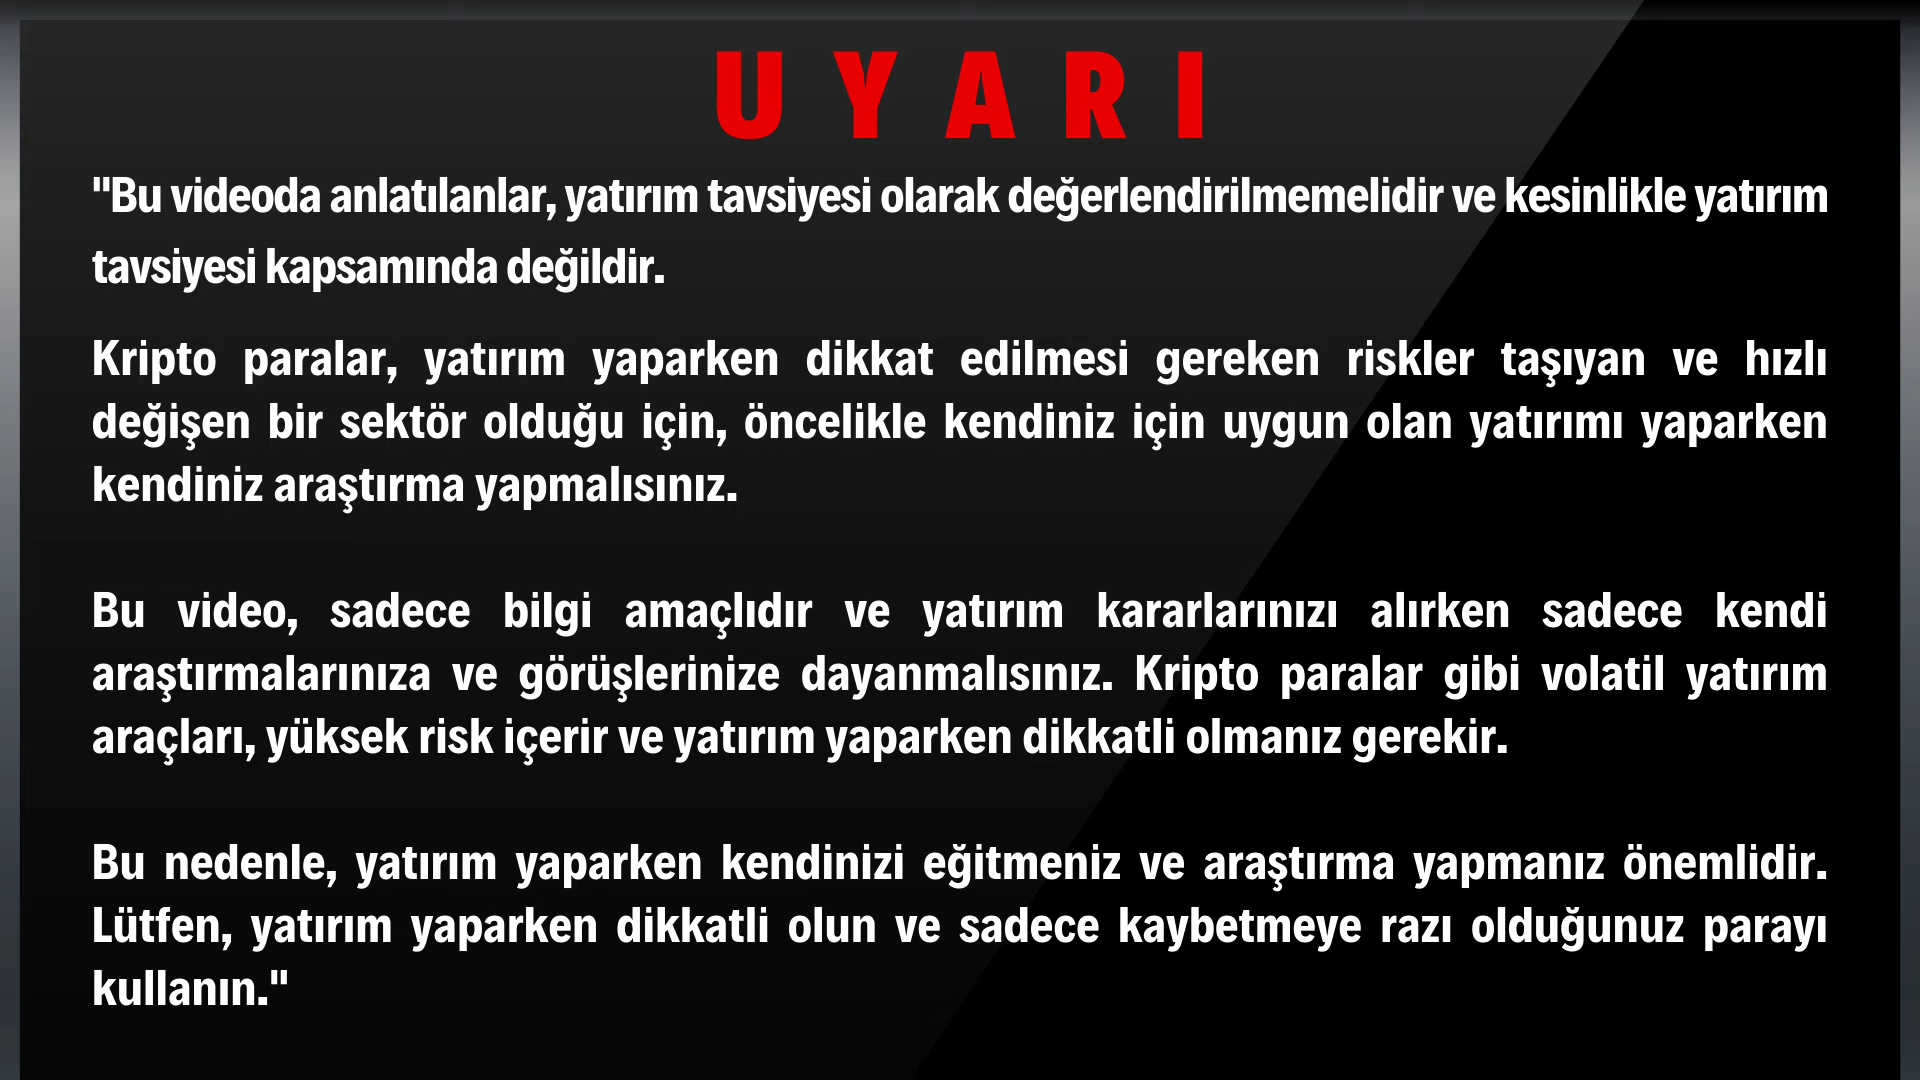 UYARI
"Bu videoda anlatılanlar, yatırım tavsiyesi olarak değerlendirilmemelidir ve kesinlikle yatırım
tavsiyesi kapsamında değildir.
Kripto paralar, yatırım yaparken dikkat edilmesi gereken riskler taşıyan ve hızlı
değişen bir sektör olduğu için, öncelikle kendiniz için uygun olan yatırımı yaparken
kendiniz araştırma yapmalısınız.
Bu video, sadece bilgi amaçlıdır ve yatırım kararlarınızı alırken sadece kendi
araştırmalarınıza ve görüşlerinize dayanmalısınız. Kripto paralar gibi volatil yatırım
araçları, yüksek risk içerir ve yatırım yaparken dikkatli olmanız gerekir.
Bu nedenle, yatırım yaparken kendinizi eğitmeniz ve araştırma yapmanız önemlidir.
Lütfen, yatırım yaparken dikkatli olun ve sadece kaybetmeye razı olduğunuz parayı
kullanın."